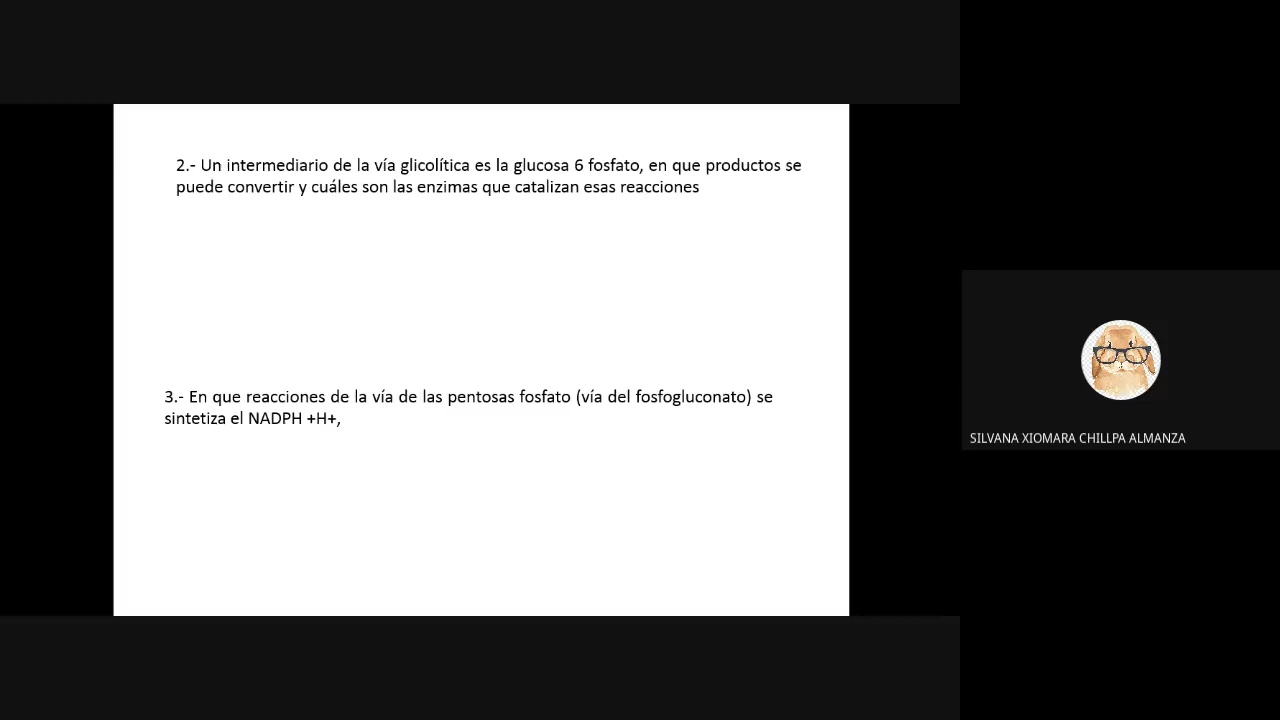 2.- Un intermediario de la vía glicolítica es la glucosa 6 fosfato, en que productos se
puede convertir y cuáles son las enzimas que catalizan esas reacciones
3.- En que reacciones de la vía de las pentosas fosfato (vía del fosfogluconato) se
sintetiza el NADPH +H+,
SILVANA XIOMARA CHILLPA ALMANZA